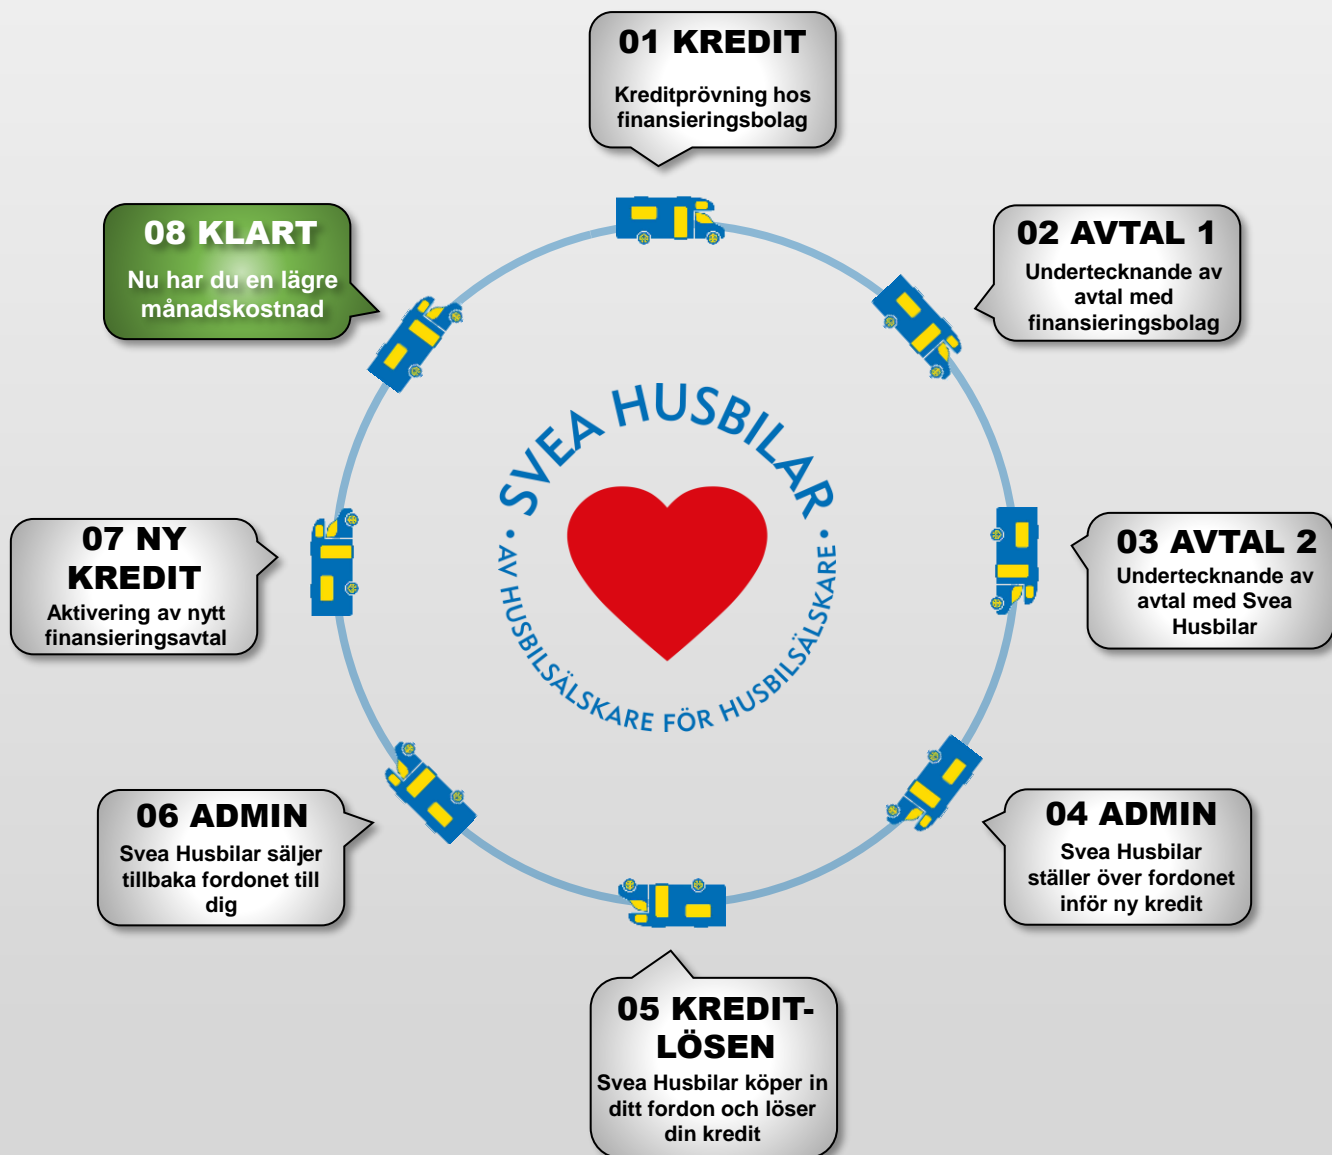 01 KREDIT
Kreditprövning hos
finansieringsbolag
02 AVTAL 1
Undertecknande av
avtal med
finansieringsbolag
03 AVTAL 2
Undertecknande av
avtal med Svea
Husbilar
04 ADMIN
Svea Husbilar
ställer över fordonet
inför ny kredit
05 KREDIT-
LÖSEN
Svea Husbilar köper in
ditt fordon och löser
din kredit
06 ADMIN
Svea Husbilar säljer
tillbaka fordonet till
dig
07 NY
KREDIT
Aktivering av nytt
finansieringsavtal
08 KLART
Nu har du en lägre
månadskostnad
SVEA HUSBILAR
• AV HUSBILSÄLSKARE FÖR HUSBILSÄLSKARE •